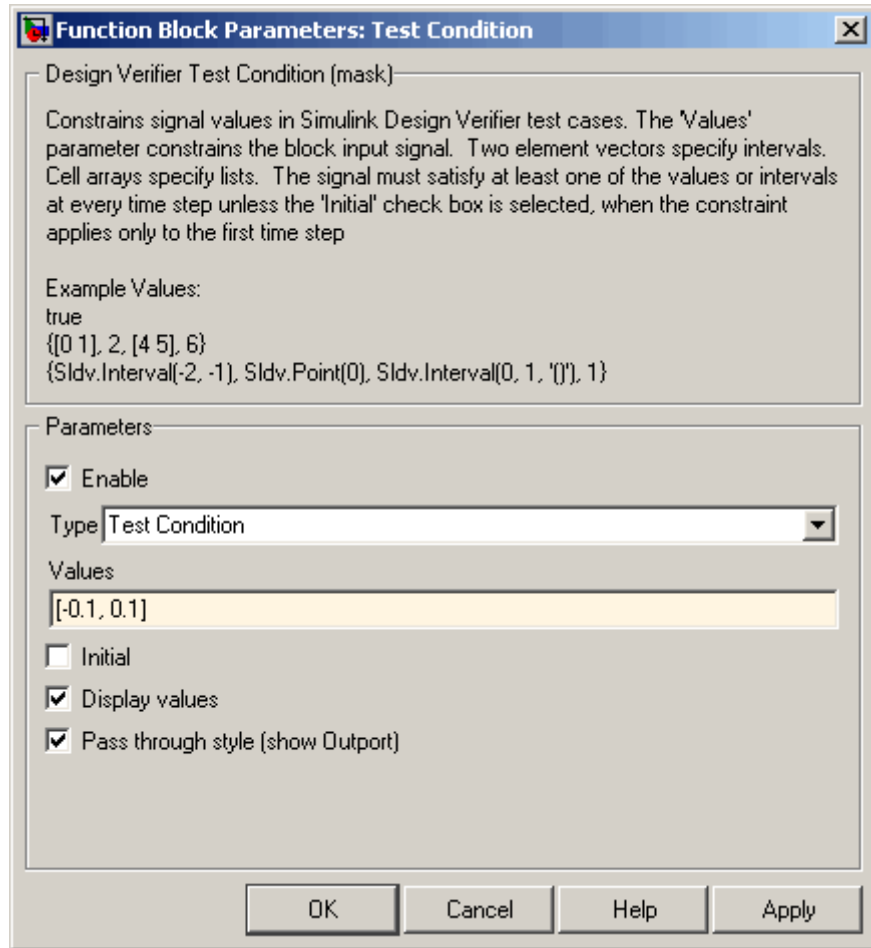 Function Block Parameters: Test Condition
Design Verifier Test Condition (mask)
Constrains signal values in Simulink Design Verifier test cases. The 'Values'
parameter constrains the block input signal.  Two element vectors specify intervals.
Cell arrays specify lists.  The signal must satisfy at least one of the values or intervals
at every time step unless the 'Initial' check box is selected, when the constraint
applies only to the first time step
Example Values:
true
{[0 1], 2, [4 5], 6}
{Sldv.Interval(-2, -1), Sldv.Point(0), Sldv.Interval(0, 1, '()'), 1}
Parameters
Enable
Type Test Condition
Values
[-0.1, 0.1]
Initial
Display values
Pass through style (show Outport)
OK Cancel Help Apply